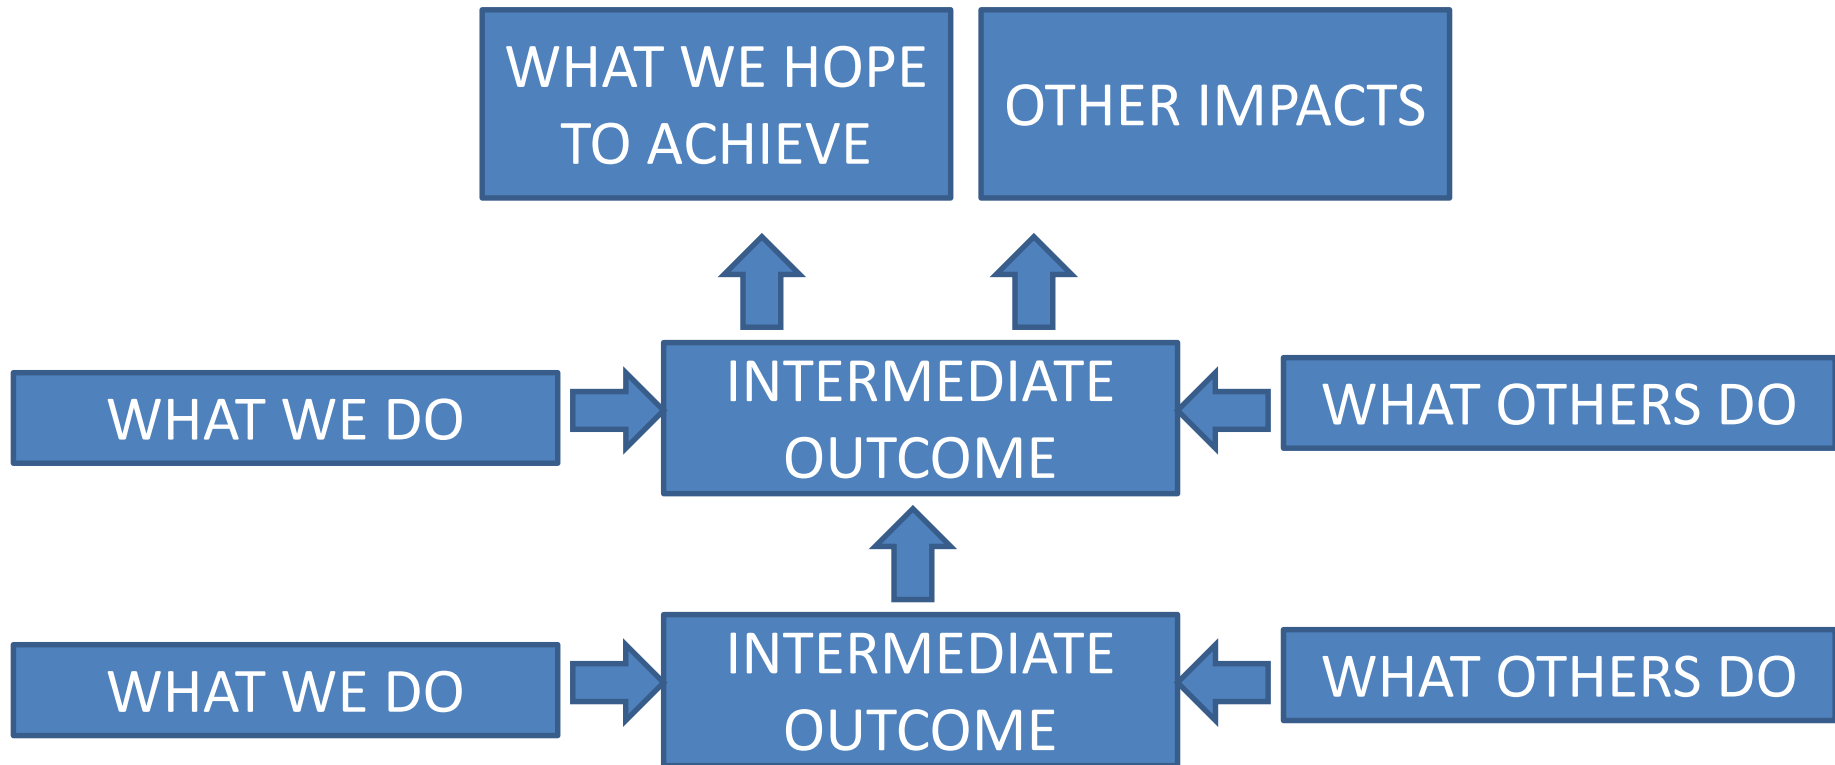 WHAT WE HOPE
TO ACHIEVE
OTHER IMPACTS
WHAT WE DO
INTERMEDIATE
OUTCOME
WHAT OTHERS DO
WHAT WE DO
INTERMEDIATE
OUTCOME
WHAT OTHERS DO